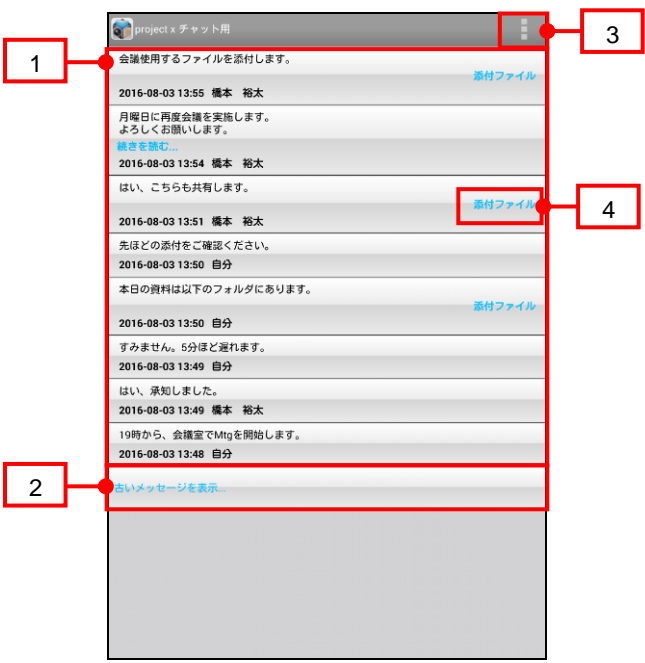 project x チャット用
3
1
会議使用するファイルを添付します。
添付ファイル
2016-08-03 13:55 橋本 裕太
月曜日に再度会議を実施します。
よろしくお願いします。
続きを読む...
2016-08-03 13:54 橋本 裕太
はい、こちらも共有します。
添付ファイル
4
2016-08-03 13:51 橋本 裕太
先ほどの添付をご確認ください。
2016-08-03 13:50 自分
本日の資料は以下のフォルダにあります。
添付ファイル
2016-08-03 13:50 自分
すみません。5分ほど遅れます。
2016-08-03 13:49 自分
はい、承知しました。
2016-08-03 13:49 橋本 裕太
19時から、会議室でMtgを開始します。
2016-08-03 13:48 自分
2
古いメッセージを表示...